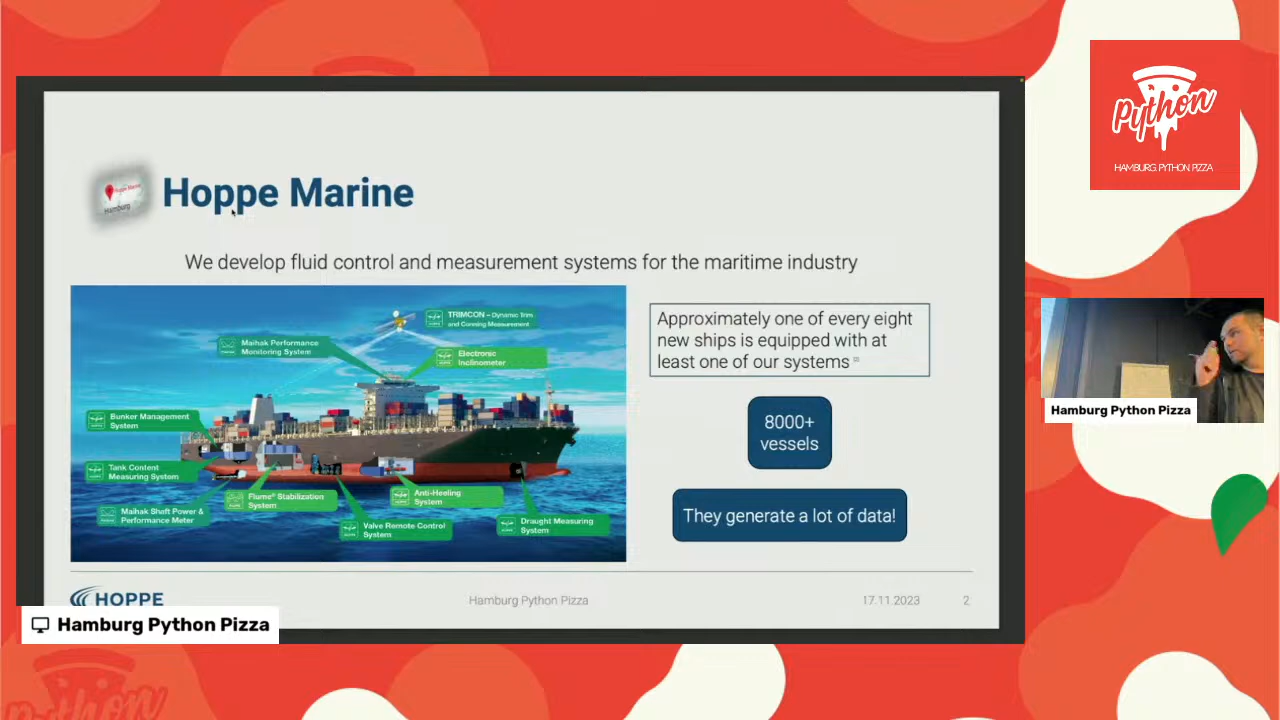 Python
HAMBURG PYTHON PIZZA
Hoppe Marine
Hamburg
Hoppe Marine
We develop fluid control and measurement systems for the maritime industry
TRIMCON – Dynamic Trim
and Conning Measurement
Maihak Performance
Monitoring System
Electronic
Inclinometer
Bunker Management
System
Tank Content
Measuring System
Maihak Shaft Power &
Performance Meter
Flume® Stabilization
System
Anti-Heeling
System
Valve Remote Control
System
Draught Measuring
System
Approximately one of every eight
new ships is equipped with at
least one of our systems
8000+
vessels
They generate a lot of data!
HOPPE
Hamburg Python Pizza
17.11.2023
2
Hamburg Python Pizza
Hamburg Python Pizza